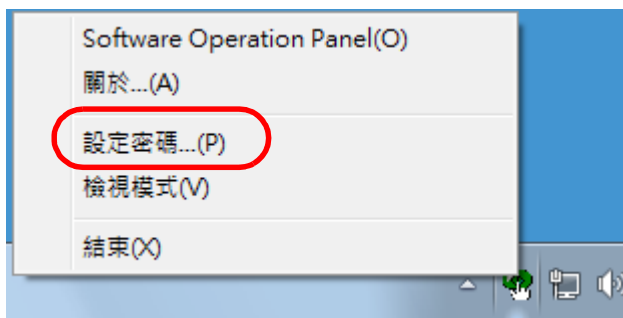 Software Operation Panel(O)
關於...(A)
設定密碼...(P)
檢視模式(V)
結束(X)